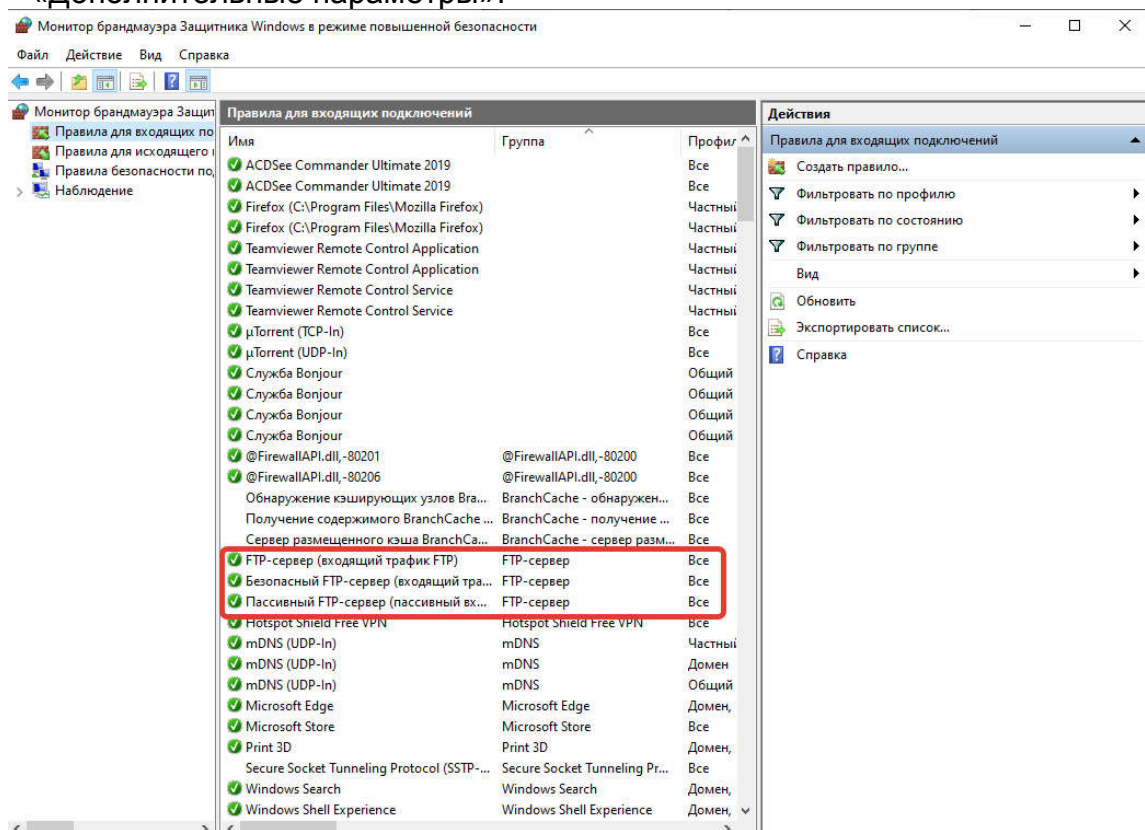 «Дополнительные параметры».
Монитор брандмауэра Защитника Windows в режиме повышенной безопасности
Файл Действие Вид Справка
Монитор брандмауэра Защит
Правила для входящих по
Правила для исходящего
Правила безопасности по
Наблюдение
Правила для входящих подключений
Имя Группа Профил
ACDSee Commander Ultimate 2019 Все
ACDSee Commander Ultimate 2019 Все
Firefox (C:\Program Files\Mozilla Firefox) Частный
Firefox (C:\Program Files\Mozilla Firefox) Частный
Teamviewer Remote Control Application Частный
Teamviewer Remote Control Application Частный
Teamviewer Remote Control Service Частный
Teamviewer Remote Control Service Частный
µTorrent (TCP-In) Все
µTorrent (UDP-In) Все
Служба Bonjour Общий
Служба Bonjour Общий
Служба Bonjour Общий
Служба Bonjour Общий
@FirewallAPI.dll,-80201 @FirewallAPI.dll,-80200 Все
@FirewallAPI.dll,-80206 @FirewallAPI.dll,-80200 Все
Обнаружение кэширующих узлов Bra... BranchCache - обнаружен... Все
Получение содержимого BranchCache ... BranchCache - получение ... Все
Сервер размещенного кэша BranchCa... BranchCache - сервер разм... Все
FTP-сервер (входящий трафик FTP) FTP-сервер Все
Безопасный FTP-сервер (входящий тра... FTP-сервер Все
Пассивный FTP-сервер (пассивный вх... FTP-сервер Все
Hotspot Shield Free VPN Hotspot Shield Free VPN Все
mDNS (UDP-In) mDNS Частный
mDNS (UDP-In) mDNS Домен
mDNS (UDP-In) mDNS Общий
Microsoft Edge Microsoft Edge Домен,
Microsoft Store Microsoft Store Все
Print 3D Print 3D Домен,
Secure Socket Tunneling Protocol (SSTP-... Secure Socket Tunneling Pr... Все
Windows Search Windows Search Домен,
Windows Shell Experience Windows Shell Experience Домен,
Действия
Правила для входящих подключений
Создать правило...
Фильтровать по профилю
Фильтровать по состоянию
Фильтровать по группе
Вид
Обновить
Экспортировать список...
Справка